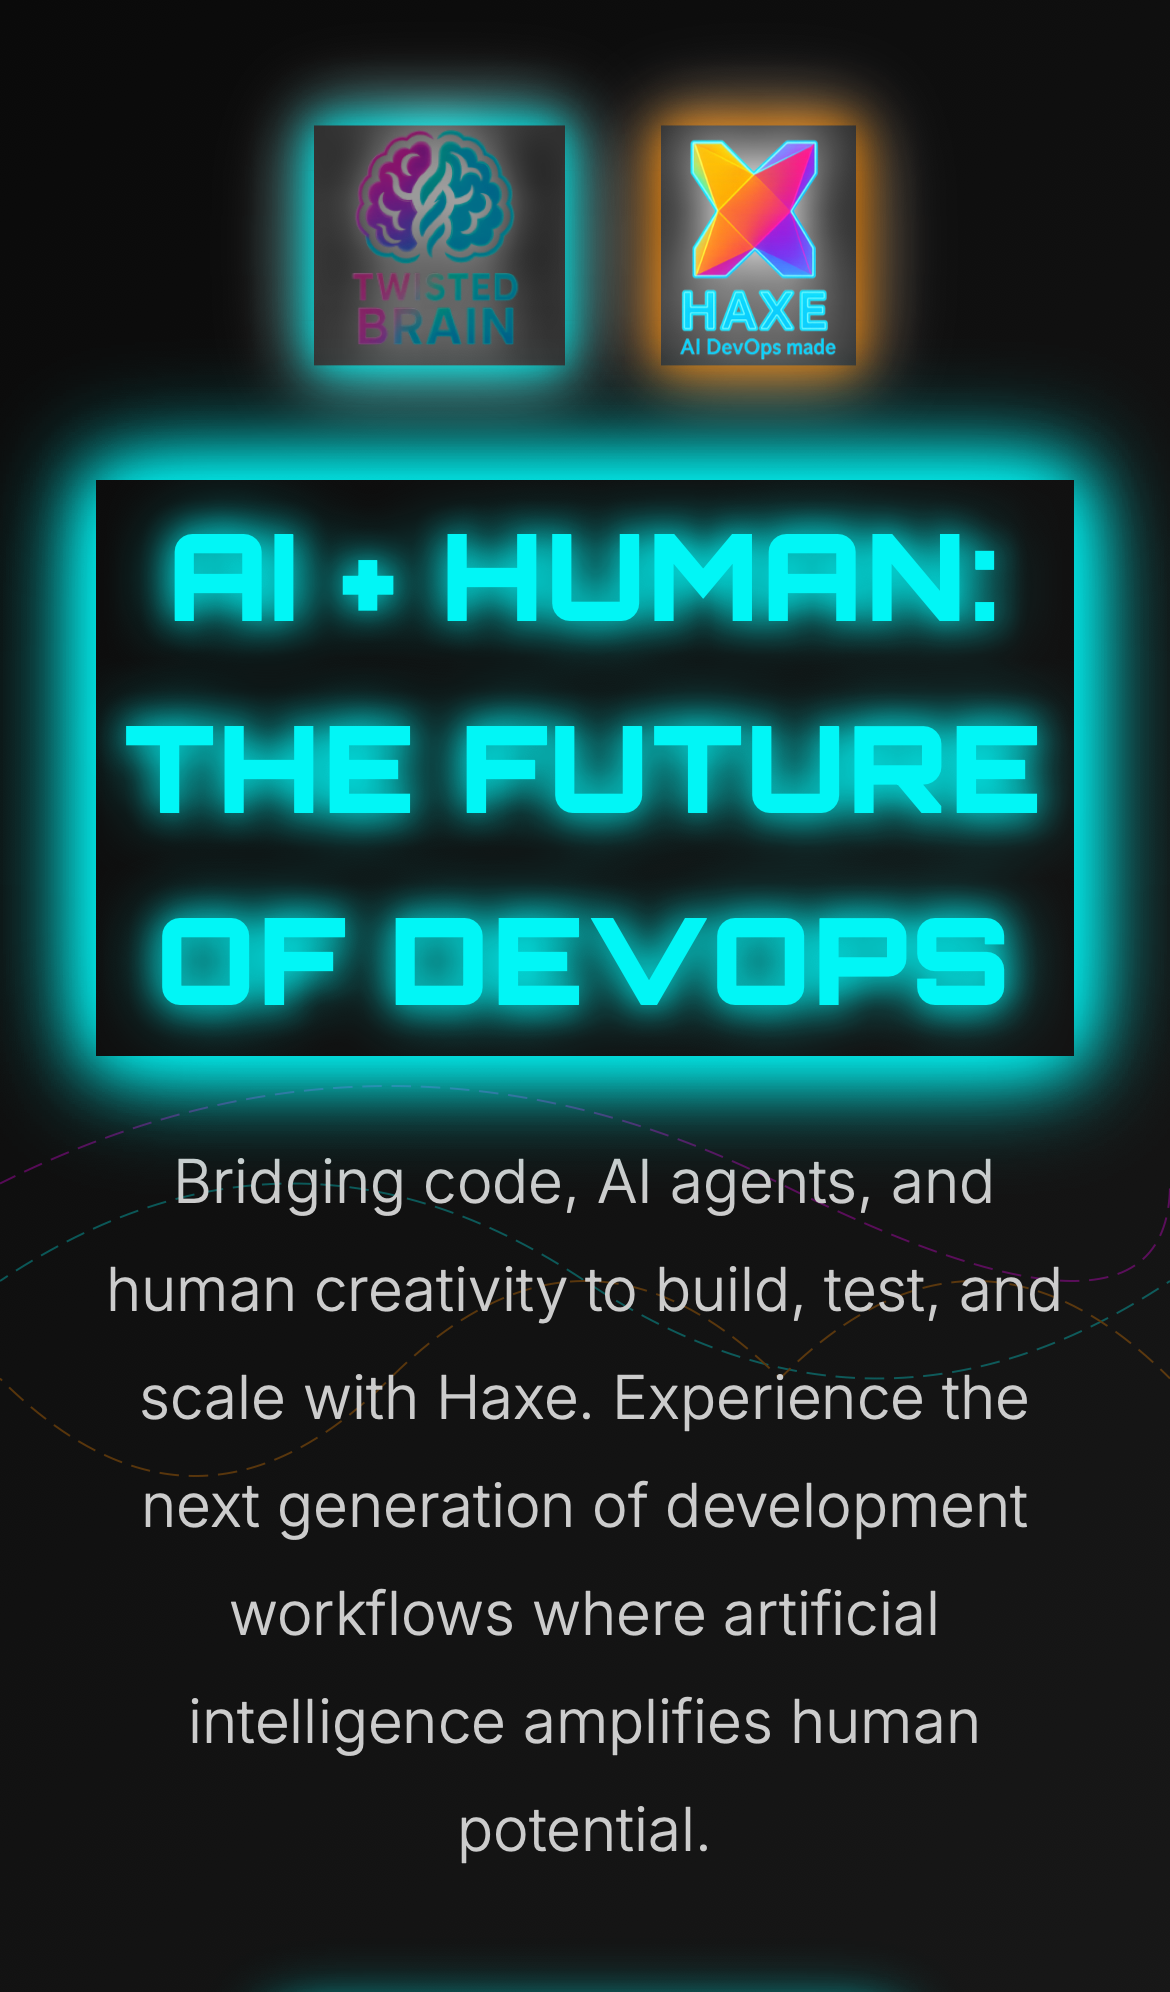 TWISTED
BRAIN
HAXE
AI DevOps made
AI + HUMAN:
THE FUTURE
OF DEVOPS
Bridging code, AI agents, and
human creativity to build, test, and
scale with Haxe. Experience the
next generation of development
workflows where artificial
intelligence amplifies human
potential.